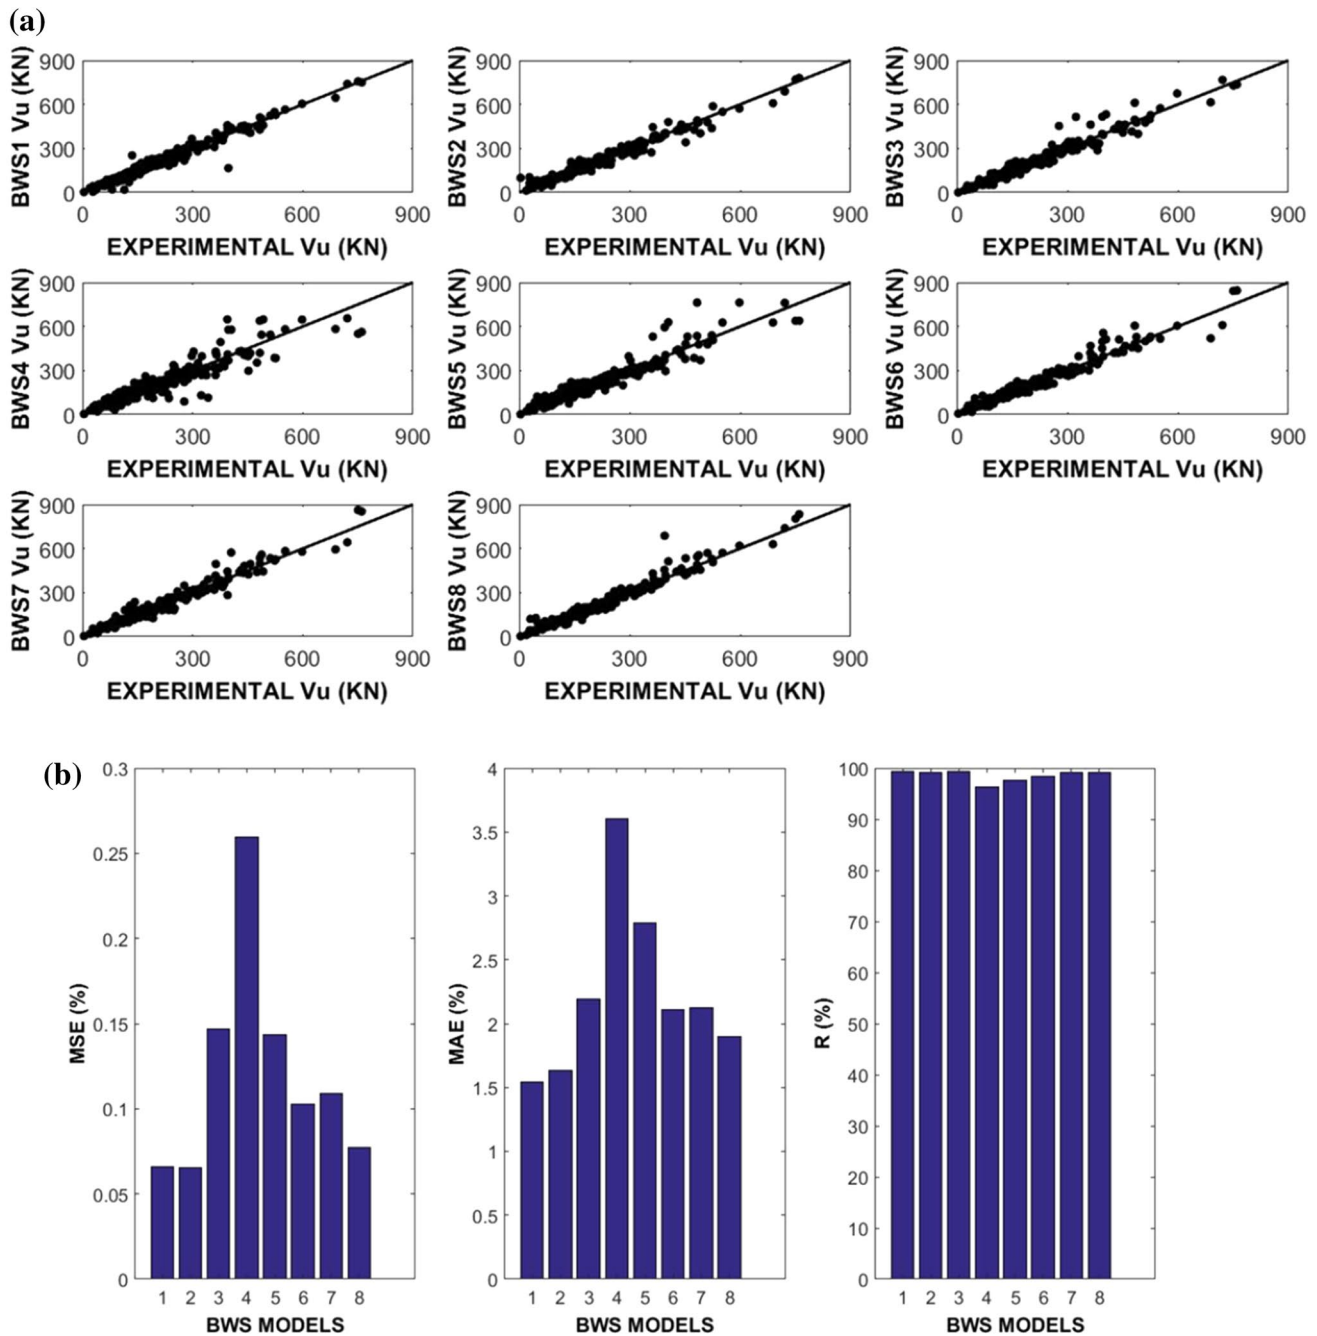 (a)
BWS1 Vu (KN)
900
600
300
0
0 300 600 900
EXPERIMENTAL Vu (KN)
BWS2 Vu (KN)
900
600
300
0
0 300 600 900
EXPERIMENTAL Vu (KN)
BWS3 Vu (KN)
900
600
300
0
0 300 600 900
EXPERIMENTAL Vu (KN)
BWS4 Vu (KN)
900
600
300
0
0 300 600 900
EXPERIMENTAL Vu (KN)
BWS5 Vu (KN)
900
600
300
0
0 300 600 900
EXPERIMENTAL Vu (KN)
BWS6 Vu (KN)
900
600
300
0
0 300 600 900
EXPERIMENTAL Vu (KN)
BWS7 Vu (KN)
900
600
300
0
0 300 600 900
EXPERIMENTAL Vu (KN)
BWS8 Vu (KN)
900
600
300
0
0 300 600 900
EXPERIMENTAL Vu (KN)
(b)
MSE (%)
0.3
0.25
0.2
0.15
0.1
0.05
0
1 2 3 4 5 6 7 8
BWS MODELS
MAE (%)
4
3.5
3
2.5
2
1.5
1
0.5
0
1 2 3 4 5 6 7 8
BWS MODELS
R (%)
100
90
80
70
60
50
40
30
20
10
0
1 2 3 4 5 6 7 8
BWS MODELS